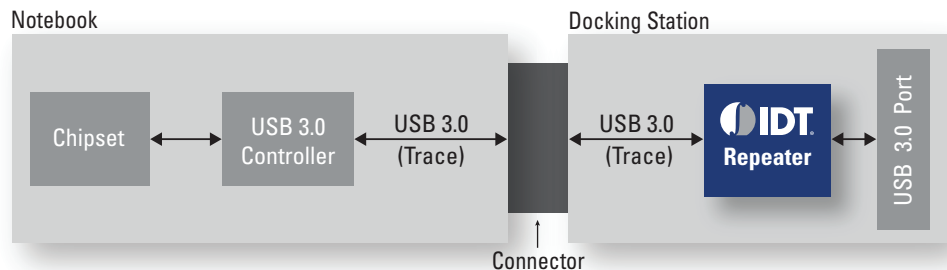 Notebook
Docking Station
Chipset
USB 3.0
Controller
USB 3.0
(Trace)
USB 3.0
(Trace)
IDT.
Repeater
USB 3.0 Port
Connector